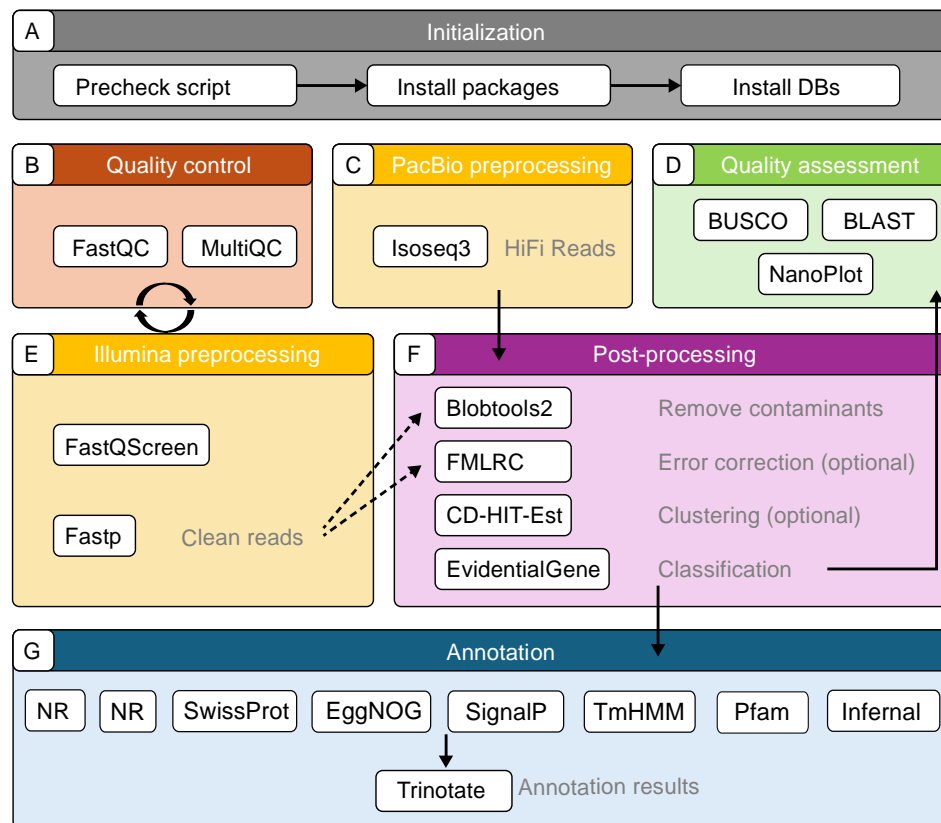 A
Initialization
Precheck script
Install packages
Install DBs
B
Quality control
FastQC
MultiQC
C
PacBio preprocessing
Isoseq3
HiFi Reads
D
Quality assessment
BUSCO
BLAST
NanoPlot
E
Illumina preprocessing
FastQScreen
Fastp
Clean reads
F
Post-processing
Blobtools2
Remove contaminants
FMLRC
Error correction (optional)
CD-HIT-Est
Clustering (optional)
EvidentialGene
Classification
G
Annotation
NR
NR
SwissProt
EggNOG
SignalP
TmHMM
Pfam
Infernal
Trinotate
Annotation results